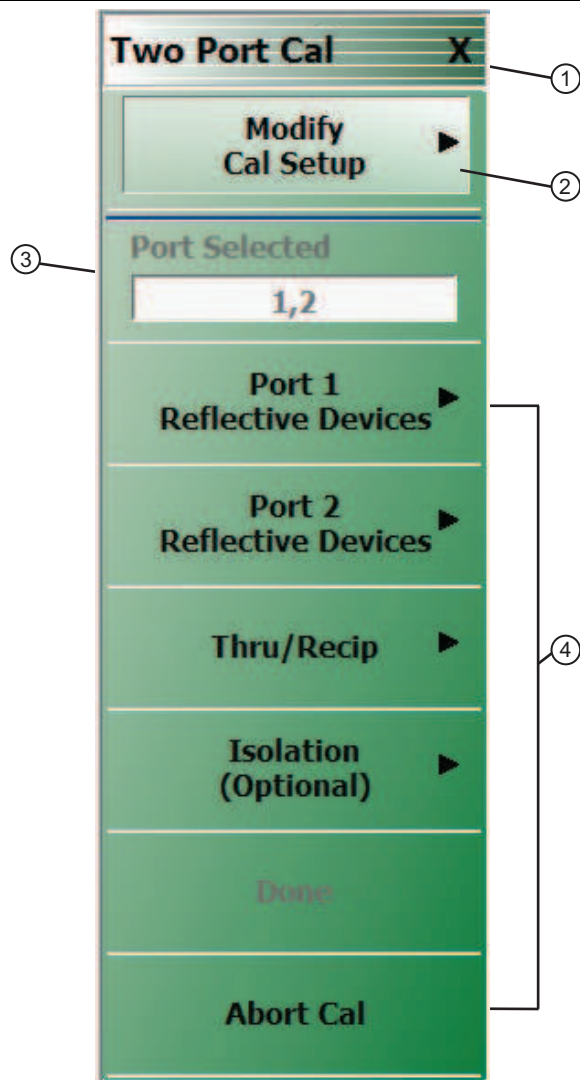 Two Port Cal X
1
Modify
Cal Setup
2
3
Port Selected
1,2
Port 1
Reflective Devices
Port 2
Reflective Devices
Thru/Recip
4
Isolation
(Optional)
Done
Abort Cal